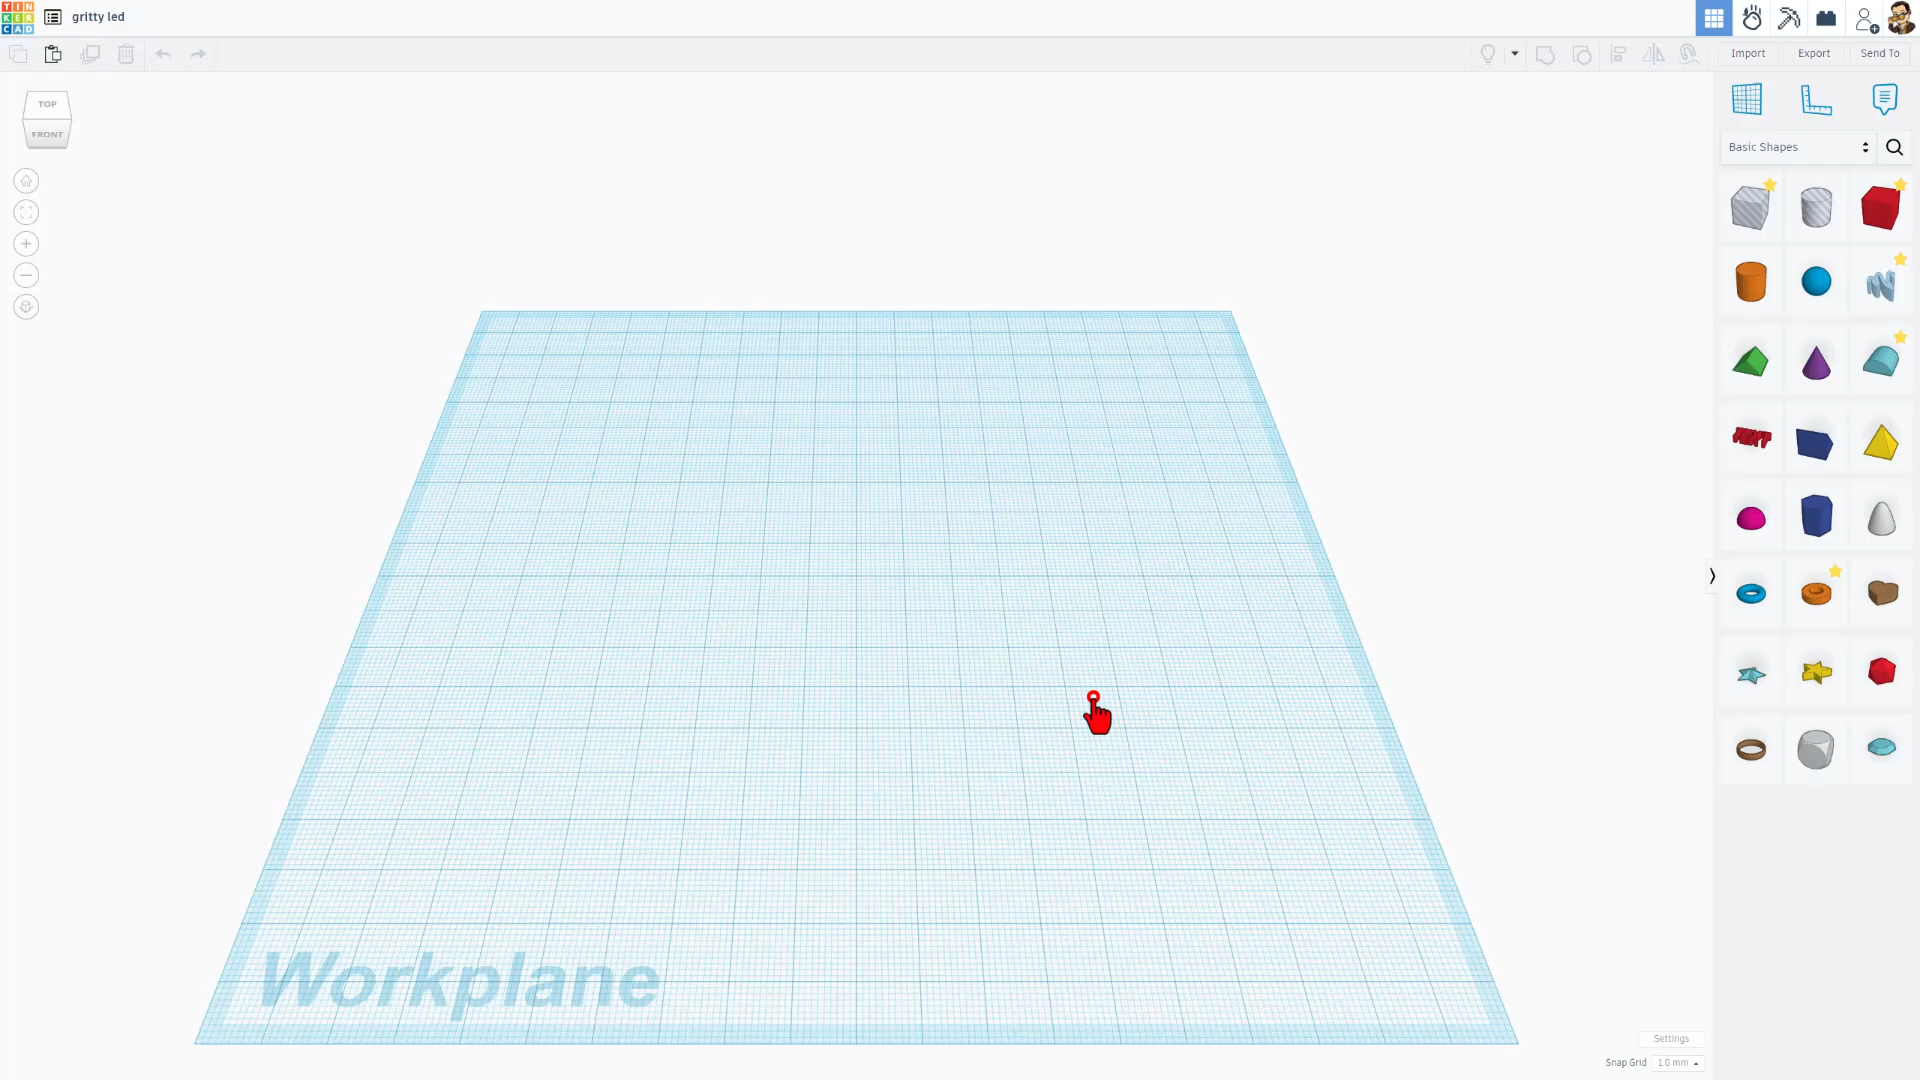 TIN
KER
CAD
gritty led
Import
Export
Send To
TOP
FRONT
Basic Shapes
Workplane
Settings
Snap Grid
1.0 mm